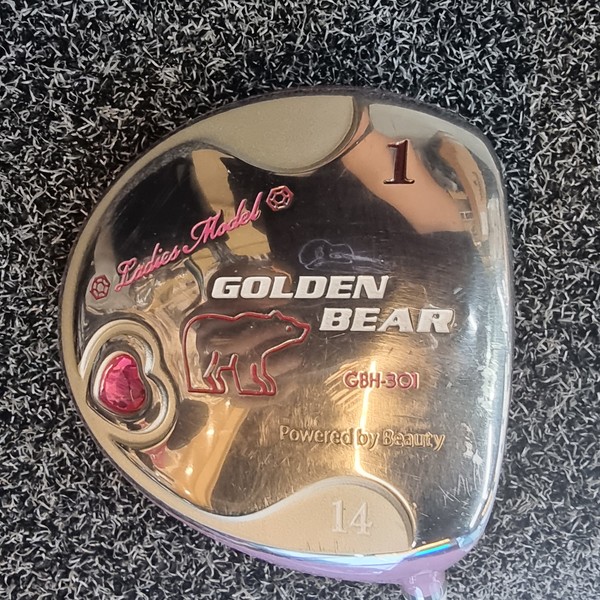 1
Ladies Model
GOLDEN
BEAR
GBH-301
Powered by Beauty
14